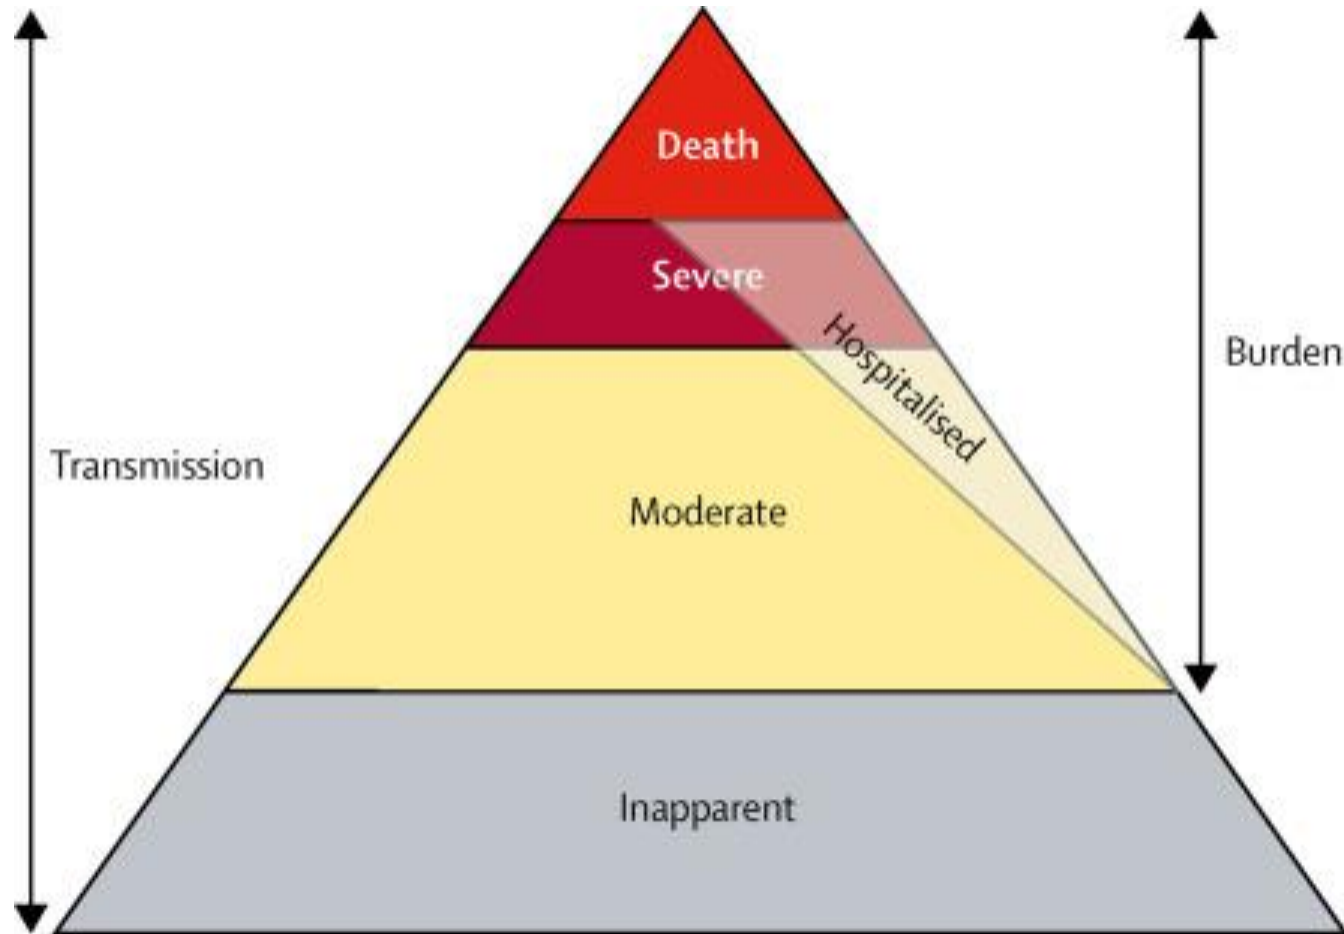 Death
Severe
Hospitalised
Burden
Transmission
Moderate
Inapparent